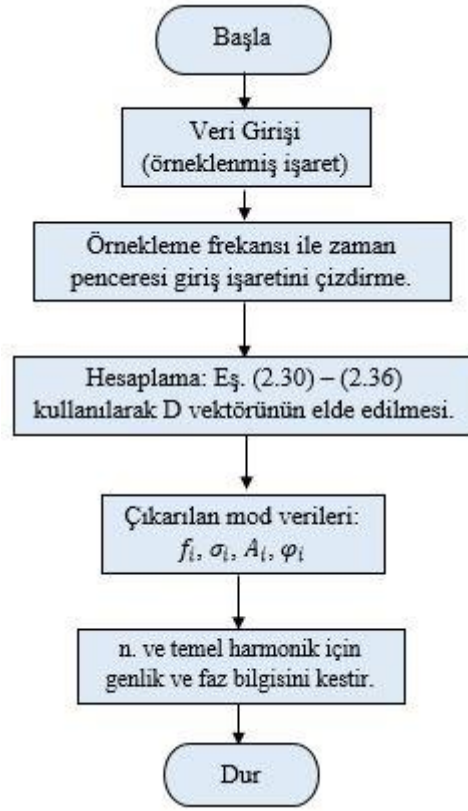 Başla
Veri Girişi
(örneklenmiş işaret)
Örnekleme frekansı ile zaman
penceresi giriş işaretini çizdirme.
Hesaplama: Eş. (2.30) – (2.36)
kullanılarak D vektörünün elde edilmesi.
Çıkarılan mod verileri:
𝑓ᵢ, 𝜎ᵢ, 𝐴ᵢ, 𝜑ᵢ
n. ve temel harmonik için
genlik ve faz bilgisini kestir.
Dur